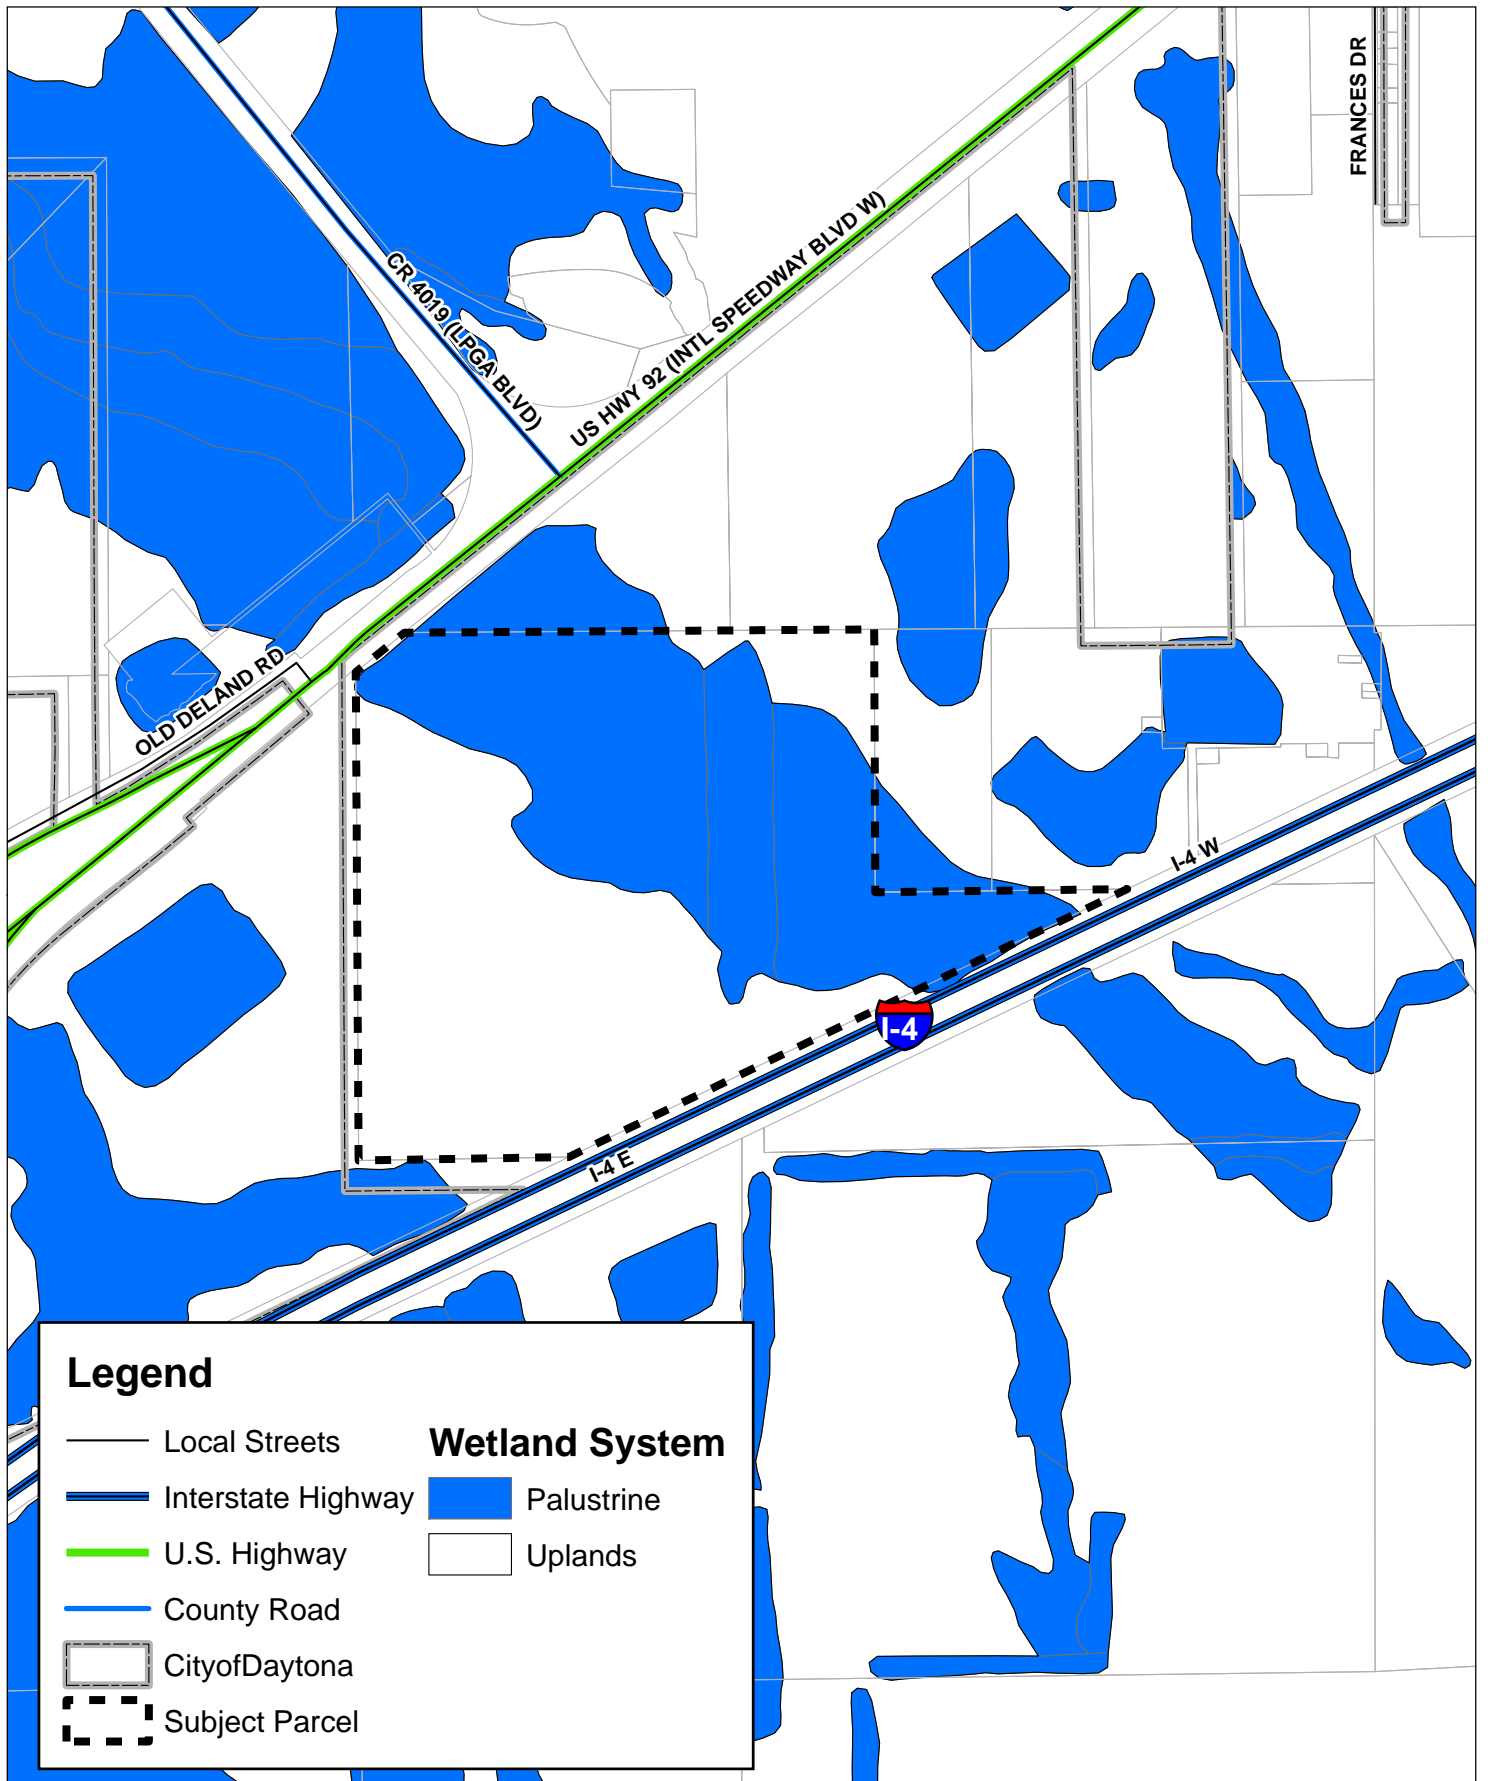 FRANCES DR
CR 4019 (LPGA BLVD)
US HWY 92 (INTL SPEEDWAY BLVD W)
OLD DELAND RD
I-4 W
I-4
I-4 E
Legend
Local Streets
Interstate Highway
U.S. Highway
County Road
CityofDaytona
Subject Parcel
Wetland System
Palustrine
Uplands